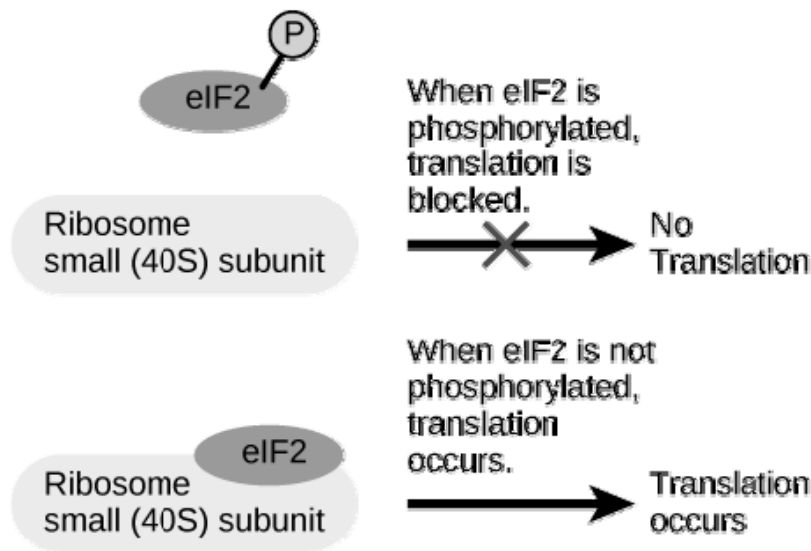 P
eIF2
When eIF2 is
phosphorylated,
translation is
blocked.
Ribosome
small (40S) subunit
No
Translation
When eIF2 is not
phosphorylated,
translation
occurs.
eIF2
Ribosome
small (40S) subunit
Translation
occurs